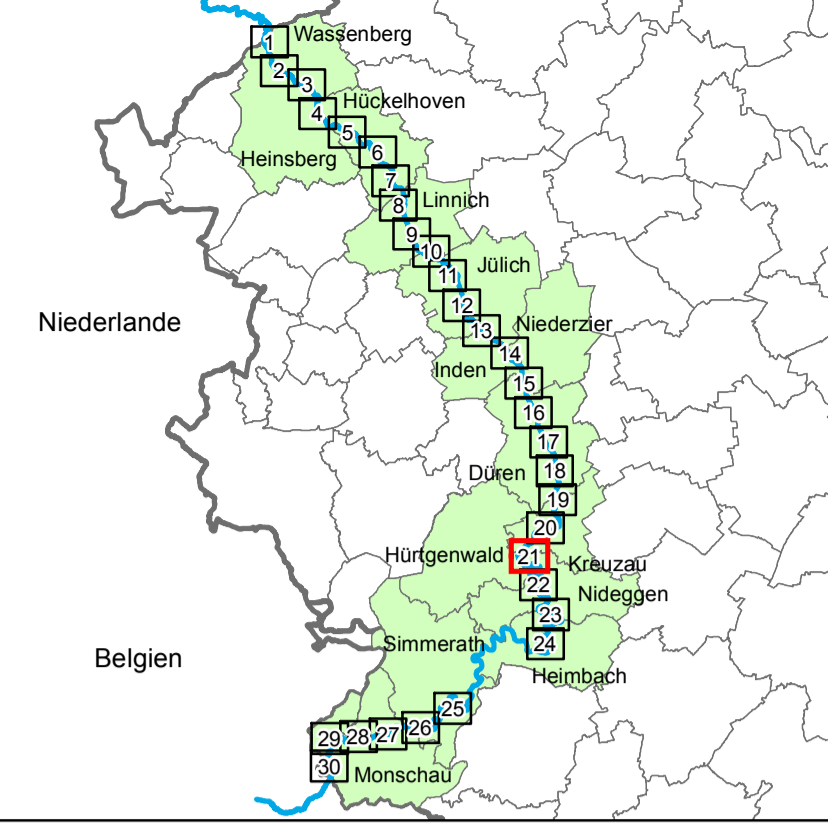 1
Wassenberg
2
3
Hückelhoven
4
5
6
Heinsberg
7
8
Linnich
9
10
Jülich
11
12
Niederlande
13
Niederzier
14
Inden
15
16
17
Düren
18
19
20
Hürtgenwald
21
Kreuzau
22
Nideggen
23
Simmerath
24
Belgien
Heimbach
25
26
27
28
29
30
Monschau